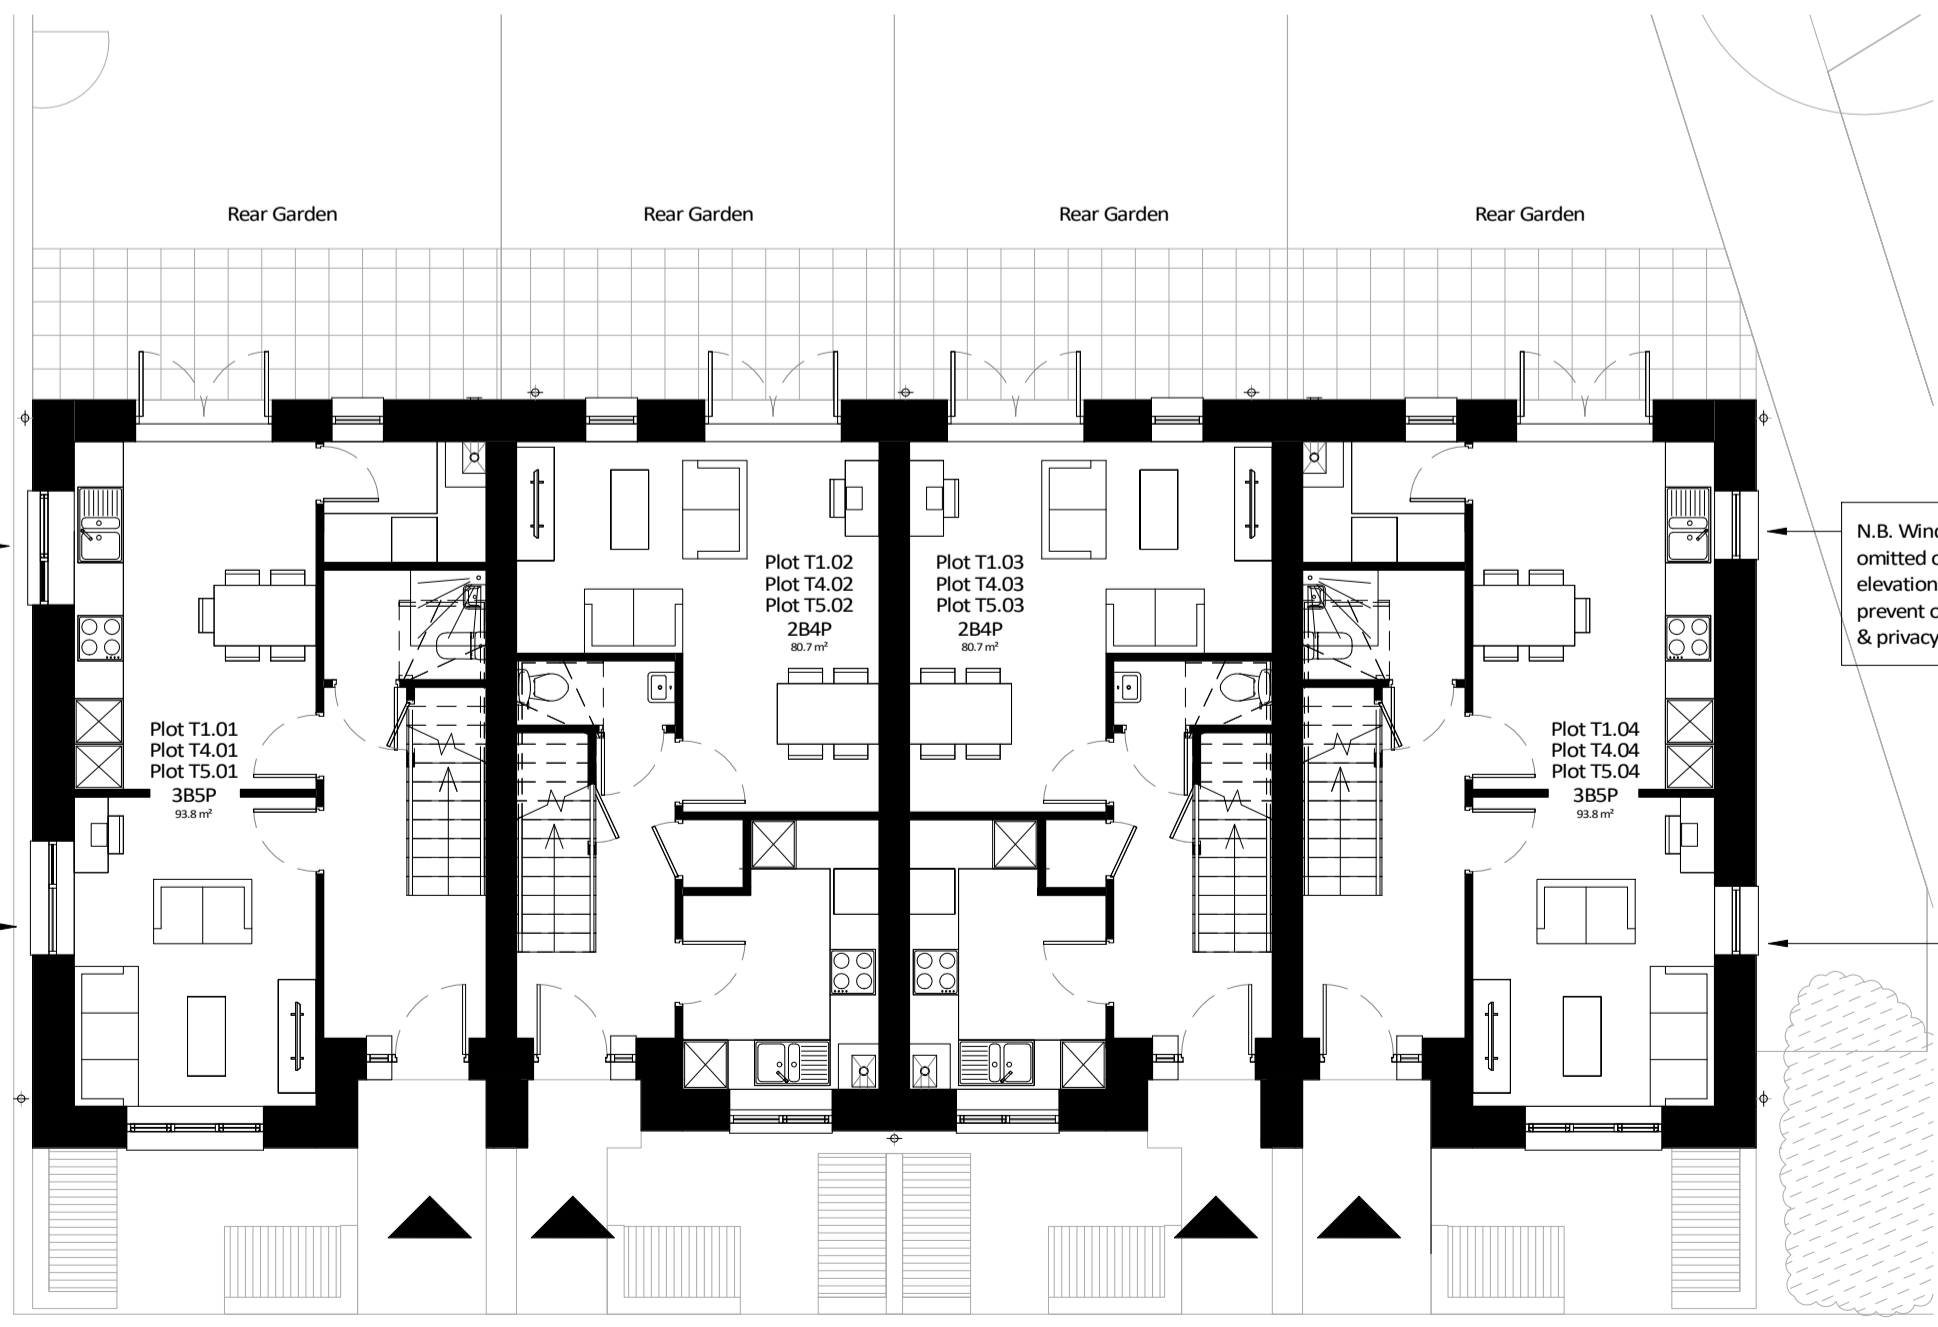 Rear Garden
Rear Garden
Rear Garden
Rear Garden
Plot T1.02
Plot T4.02
Plot T5.02
2B4P
80.7 m²
Plot T1.03
Plot T4.03
Plot T5.03
2B4P
80.7 m²
N.B.
omitted
elevation
prevent
& privacy
Plot T1.01
Plot T4.01
Plot T5.01
3B5P
93.8 m²
Plot T1.04
Plot T4.04
Plot T5.04
3B5P
93.8 m²